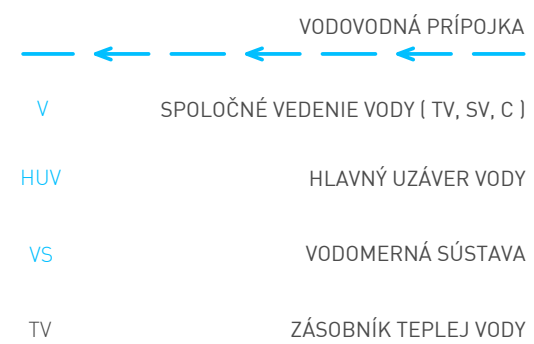 VODOVODNÁ PRÍPOJKA
V SPOLOČNÉ VEDENIE VODY ( TV, SV, C )
HUV HLAVNÝ UZÁVER VODY
VS VODOMERNÁ SÚSTAVA
TV ZÁSOBNÍK TEPLEJ VODY